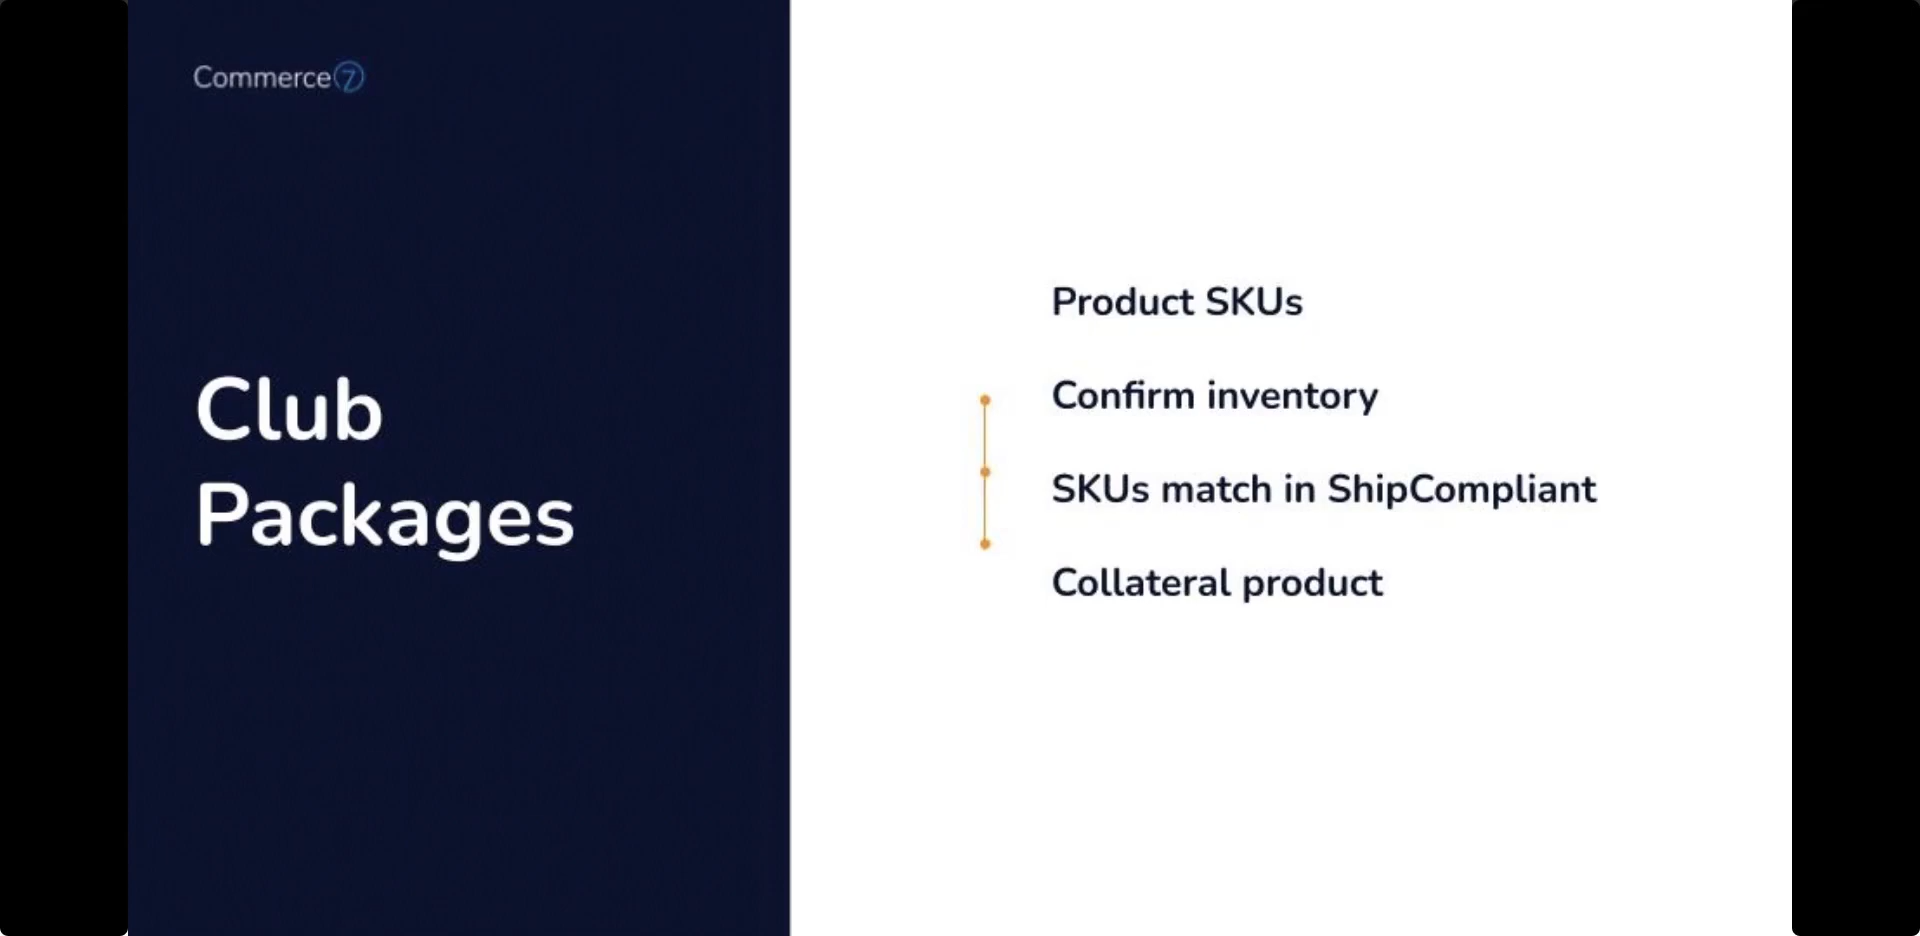 Commerce7
Club
Packages
Product SKUs
Confirm inventory
SKUs match in ShipCompliant
Collateral product